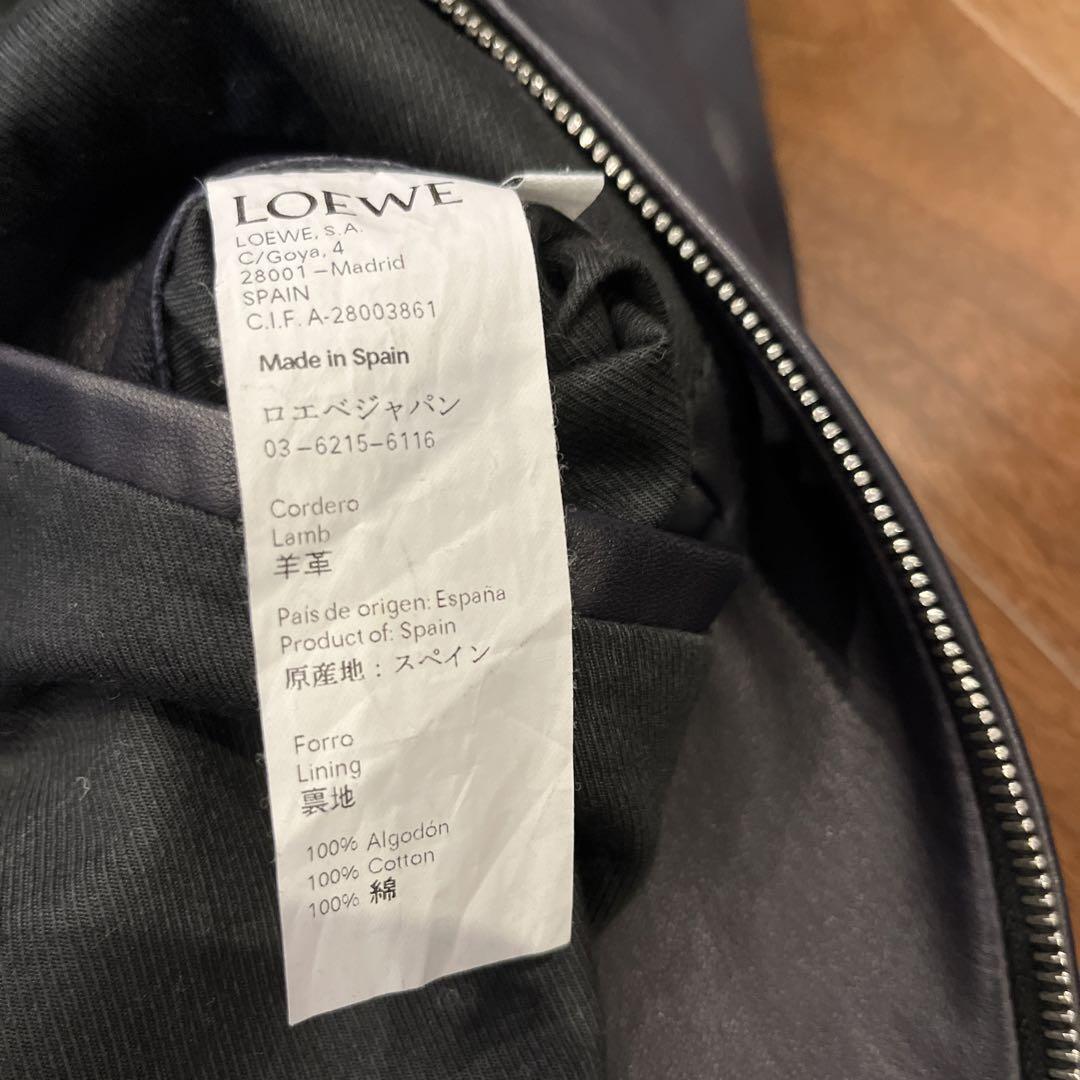 LOEWE
LOEWE, S.A.
C/Goya, 4
28001 – Madrid
SPAIN
C.I.F. A-28003861
Made in Spain
ロエベジャパン
03–6215–6116
Cordero
Lamb
羊革
País de origen: España
Product of: Spain
原産地：スペイン
Forro
Lining
裏地
100% Algodón
100% Cotton
100% 綿